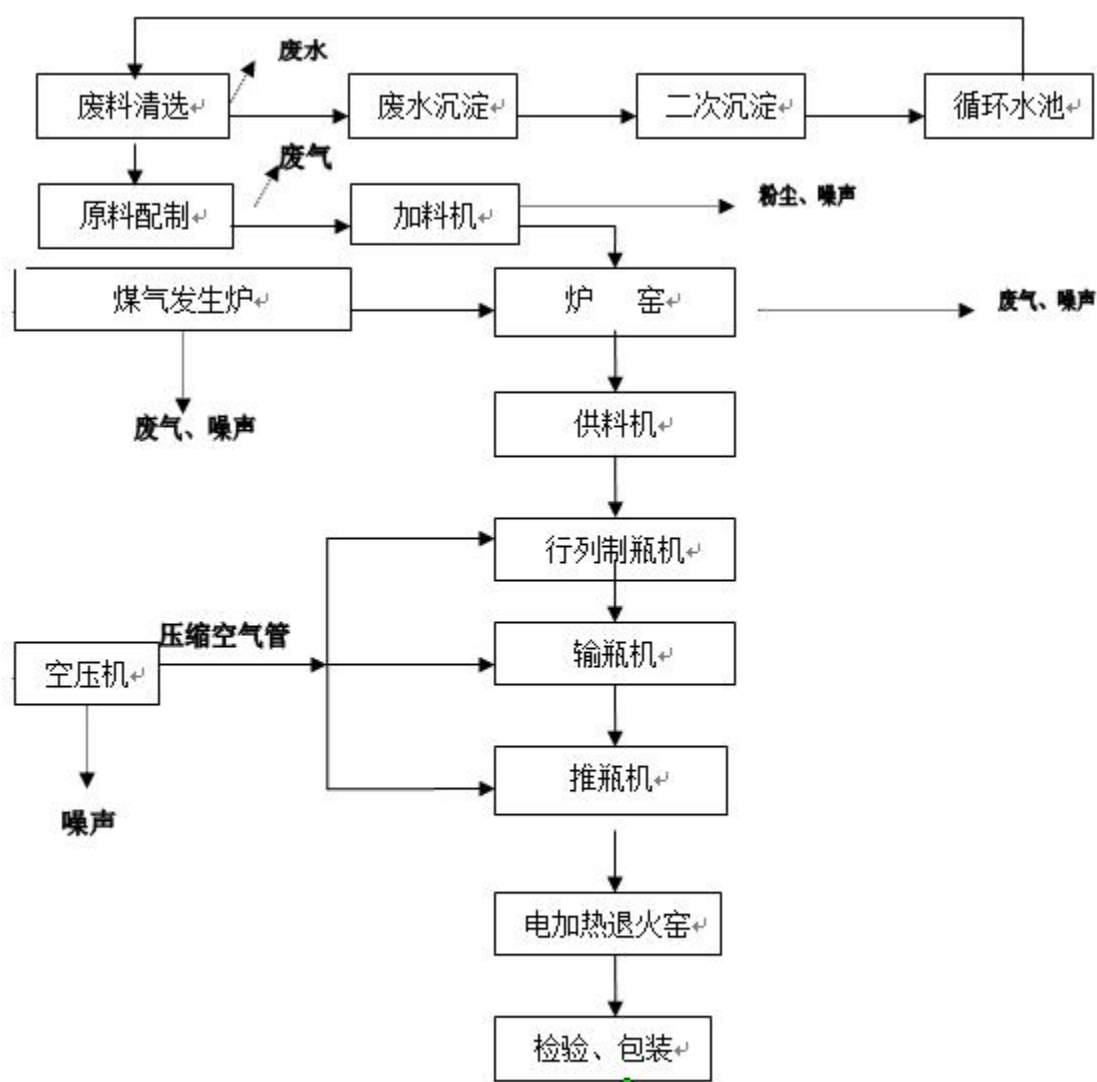 废水
废料清选
废水沉淀
二次沉淀
循环水池
废气
原料配制
加料机
粉尘、噪声
煤气发生炉
炉 窑
废气、噪声
废气、噪声
供料机
行列制瓶机
压缩空气管
空压机
输瓶机
推瓶机
噪声
电加热退火窑
检验、包装